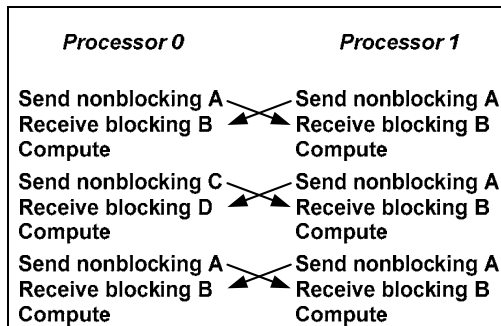 Processor 0 Processor 1
Send nonblocking A Send nonblocking A
Receive blocking B Receive blocking B
Compute Compute
Send nonblocking C Send nonblocking A
Receive blocking D Receive blocking B
Compute Compute
Send nonblocking A Send nonblocking A
Receive blocking B Receive blocking B
Compute Compute